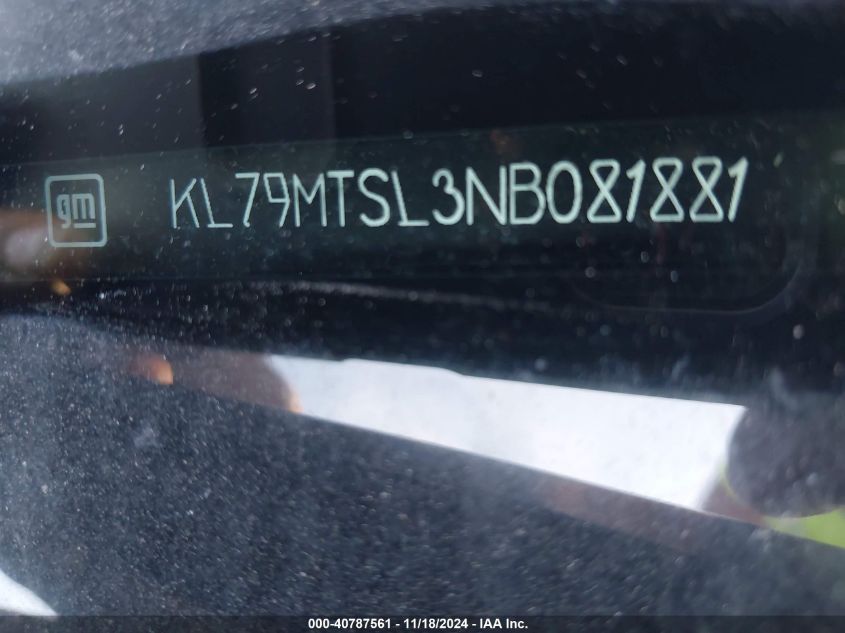 gm KL79MTSL3NB081881
000-40787561 - 11/18/2024 - IAA Inc.